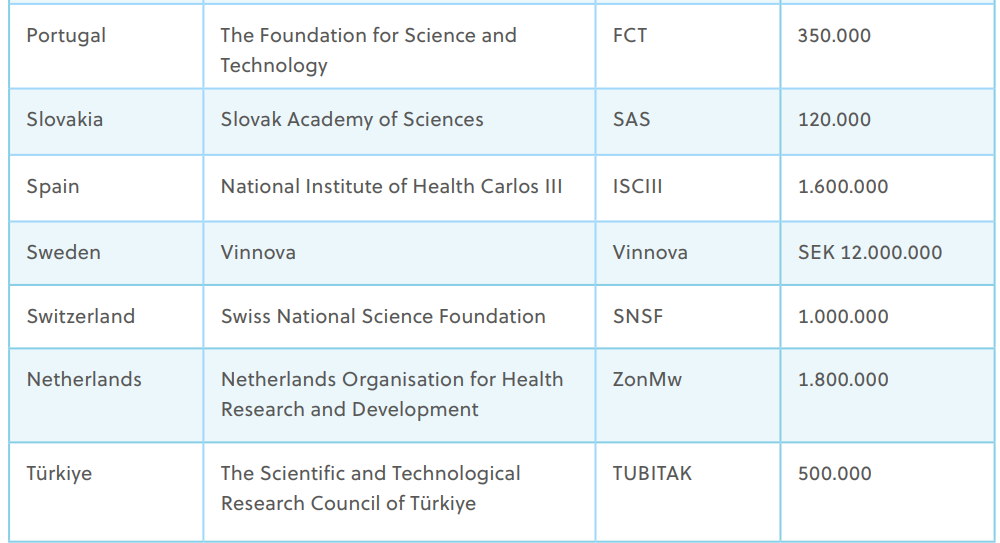 Portugal The Foundation for Science and FCT 350.000
Technology
Slovakia Slovak Academy of Sciences SAS 120.000
Spain National Institute of Health Carlos III ISCIII 1.600.000
Sweden Vinnova Vinnova SEK 12.000.000
Switzerland Swiss National Science Foundation SNSF 1.000.000
Netherlands Netherlands Organisation for Health ZonMw 1.800.000
Research and Development
Türkiye The Scientific and Technological TUBITAK 500.000
Research Council of Türkiye